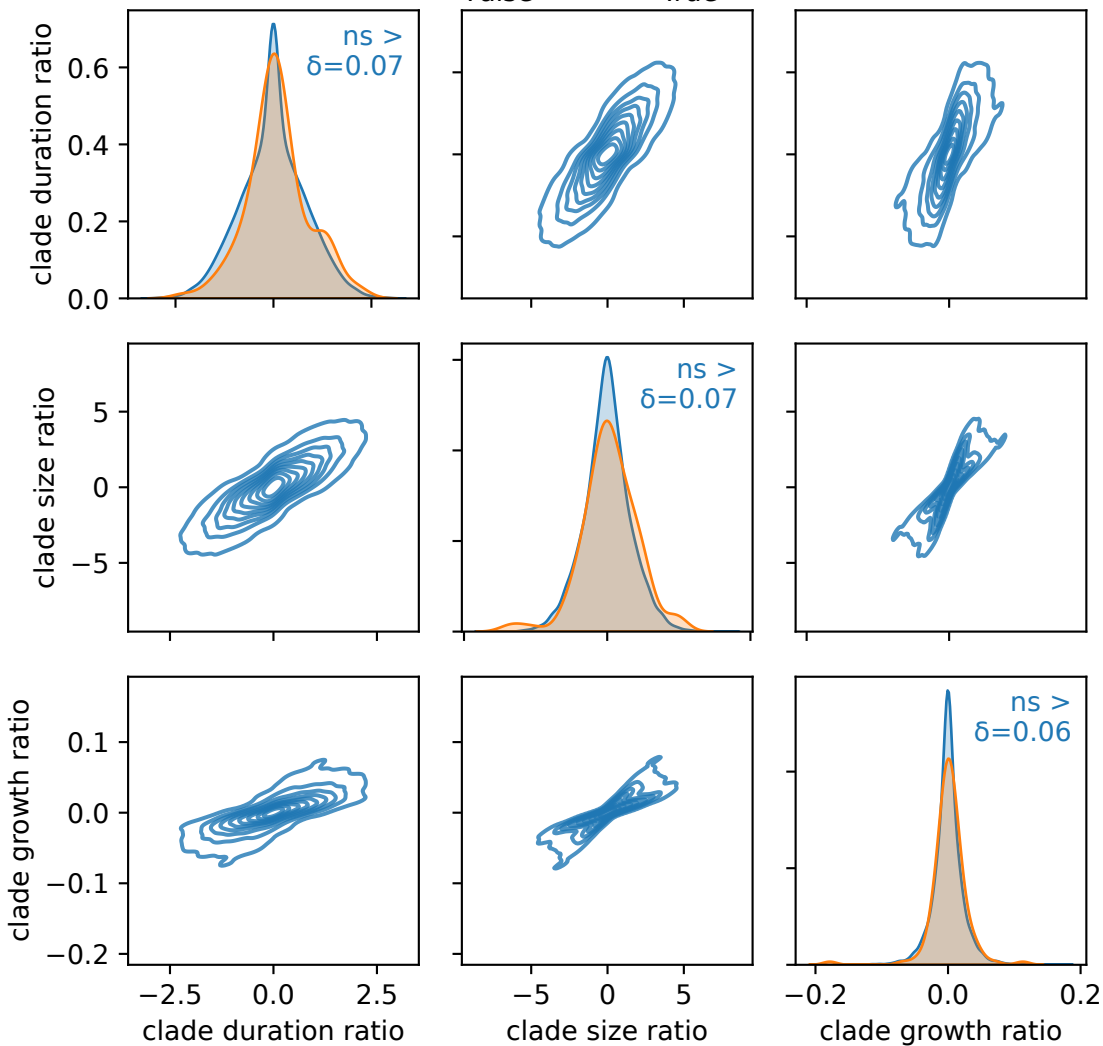 clade duration ratio
0.6
0.4
0.2
0.0
ns >
δ=0.07
clade size ratio
5
0
−5
ns >
δ=0.07
clade growth ratio
0.1
0.0
−0.1
−0.2
ns >
δ=0.06
−2.5 0.0 2.5
−5 0 5
−0.2 0.0 0.2
clade duration ratio
clade size ratio
clade growth ratio